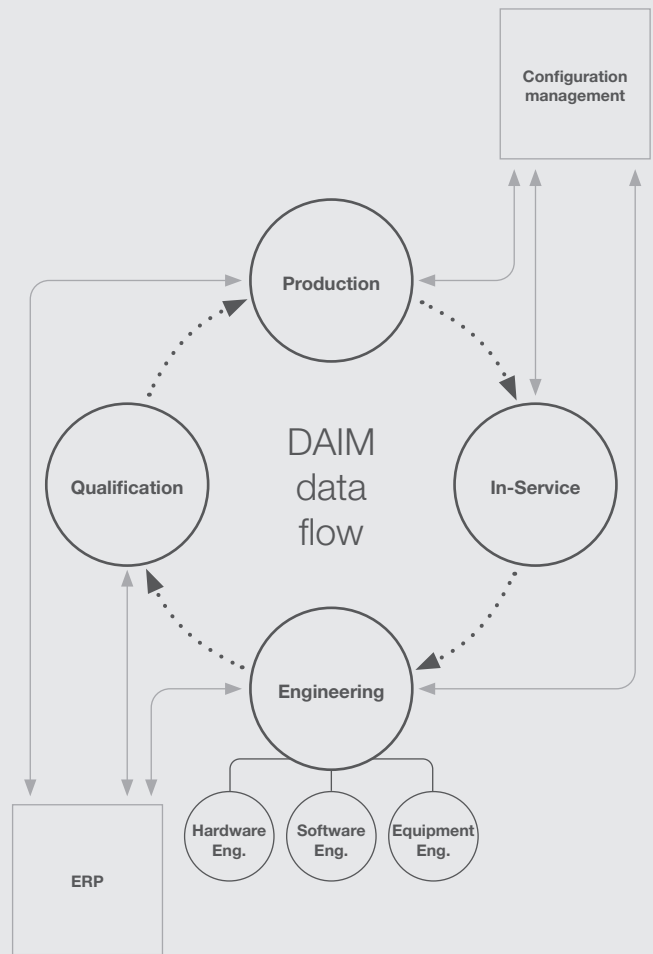 Configuration
management
Production
DAIM
data
flow
Qualification
In-Service
Engineering
Hardware
Eng.
Software
Eng.
Equipment
Eng.
ERP